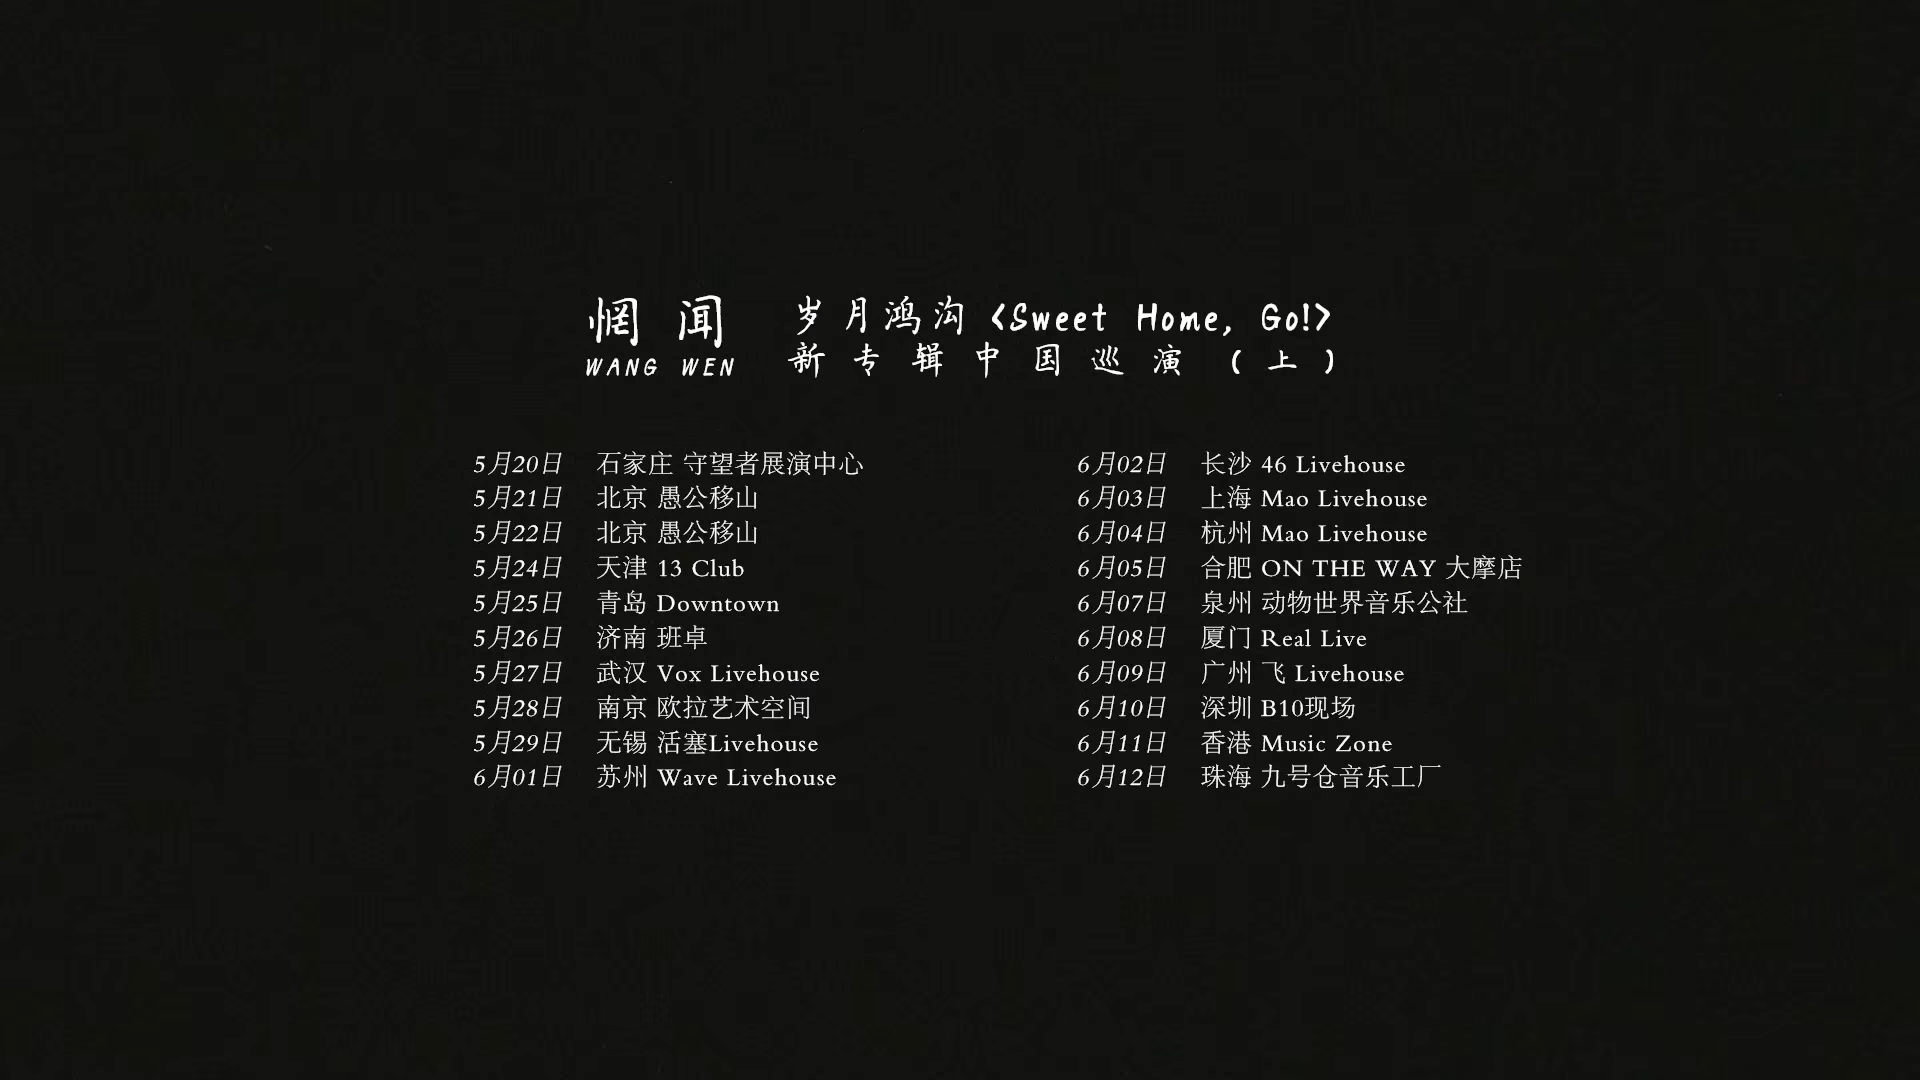 惘 闻
WANG WEN
岁月鸿沟 <Sweet Home, Go!>
新专辑中国巡演(上)
5月20日 石家庄 守望者展演中心
5月21日 北京 愚公移山
5月22日 北京 愚公移山
5月24日 天津 13 Club
5月25日 青岛 Downtown
5月26日 济南 班卓
5月27日 武汉 Vox Livehouse
5月28日 南京 欧拉艺术空间
5月29日 无锡 活塞Livehouse
6月01日 苏州 Wave Livehouse
6月02日 长沙 46 Livehouse
6月03日 上海 Mao Livehouse
6月04日 杭州 Mao Livehouse
6月05日 合肥 ON THE WAY 大摩店
6月07日 泉州 动物世界音乐公社
6月08日 厦门 Real Live
6月09日 广州 飞 Livehouse
6月10日 深圳 B10现场
6月11日 香港 Music Zone
6月12日 珠海 九号仓音乐工厂